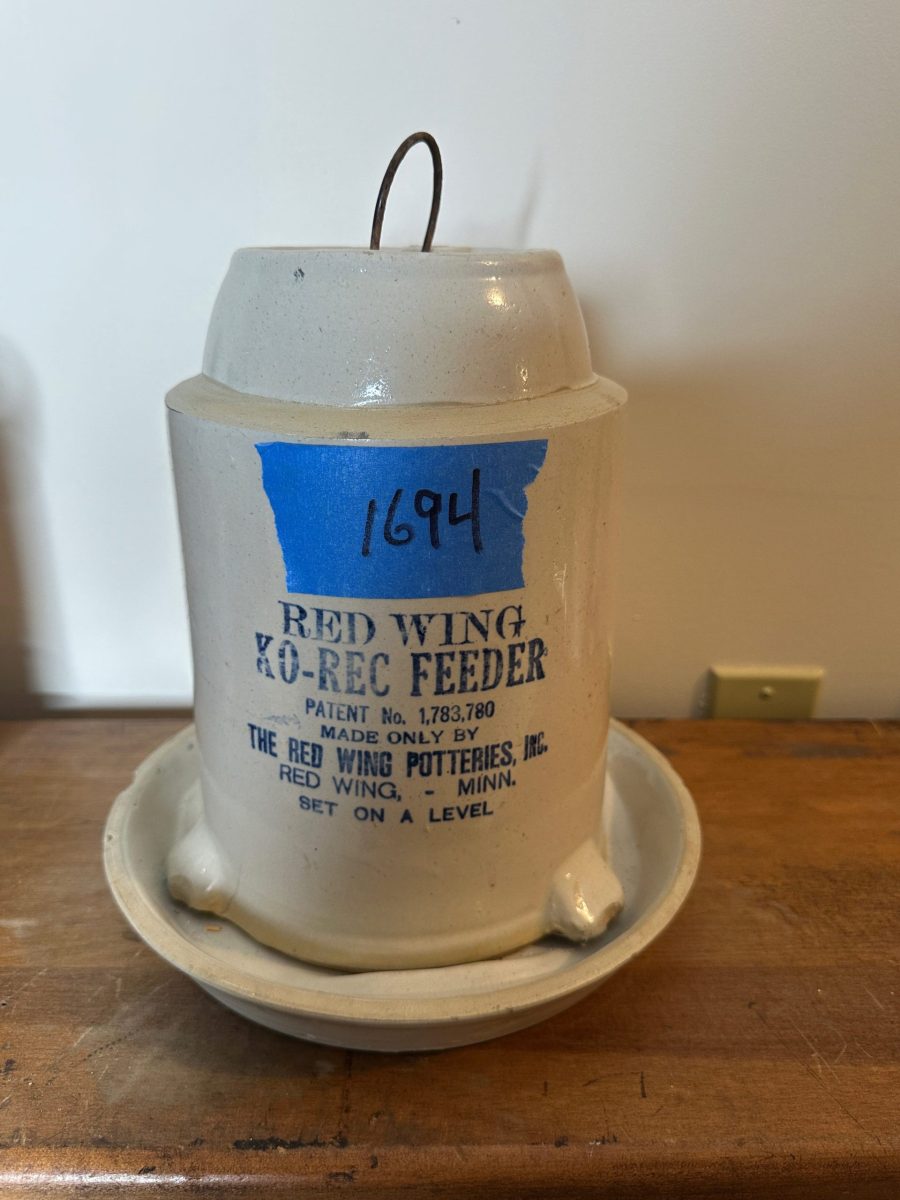 1694
RED WING
KO-REC FEEDER
PATENT No. 1,783,780
MADE ONLY BY
THE RED WING POTTERIES, INC.
RED WING, - MINN.
SET ON A LEVEL